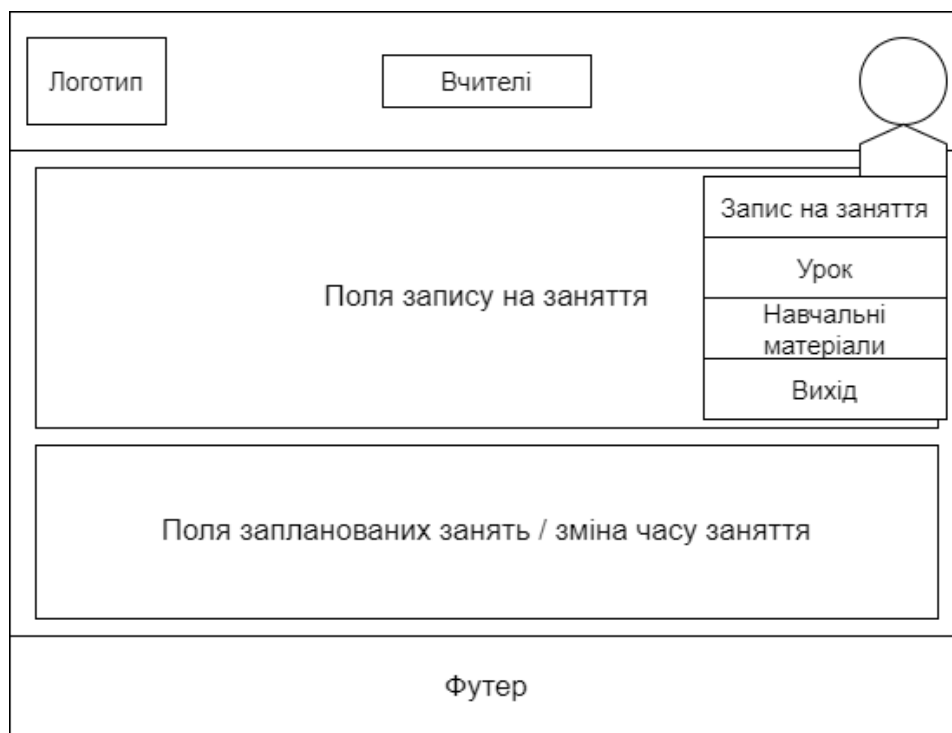 Логотип
Вчителі
Запис на заняття
Урок
Навчальні
матеріали
Вихід
Поля запису на заняття
Поля запланованих занять / зміна часу заняття
Футер